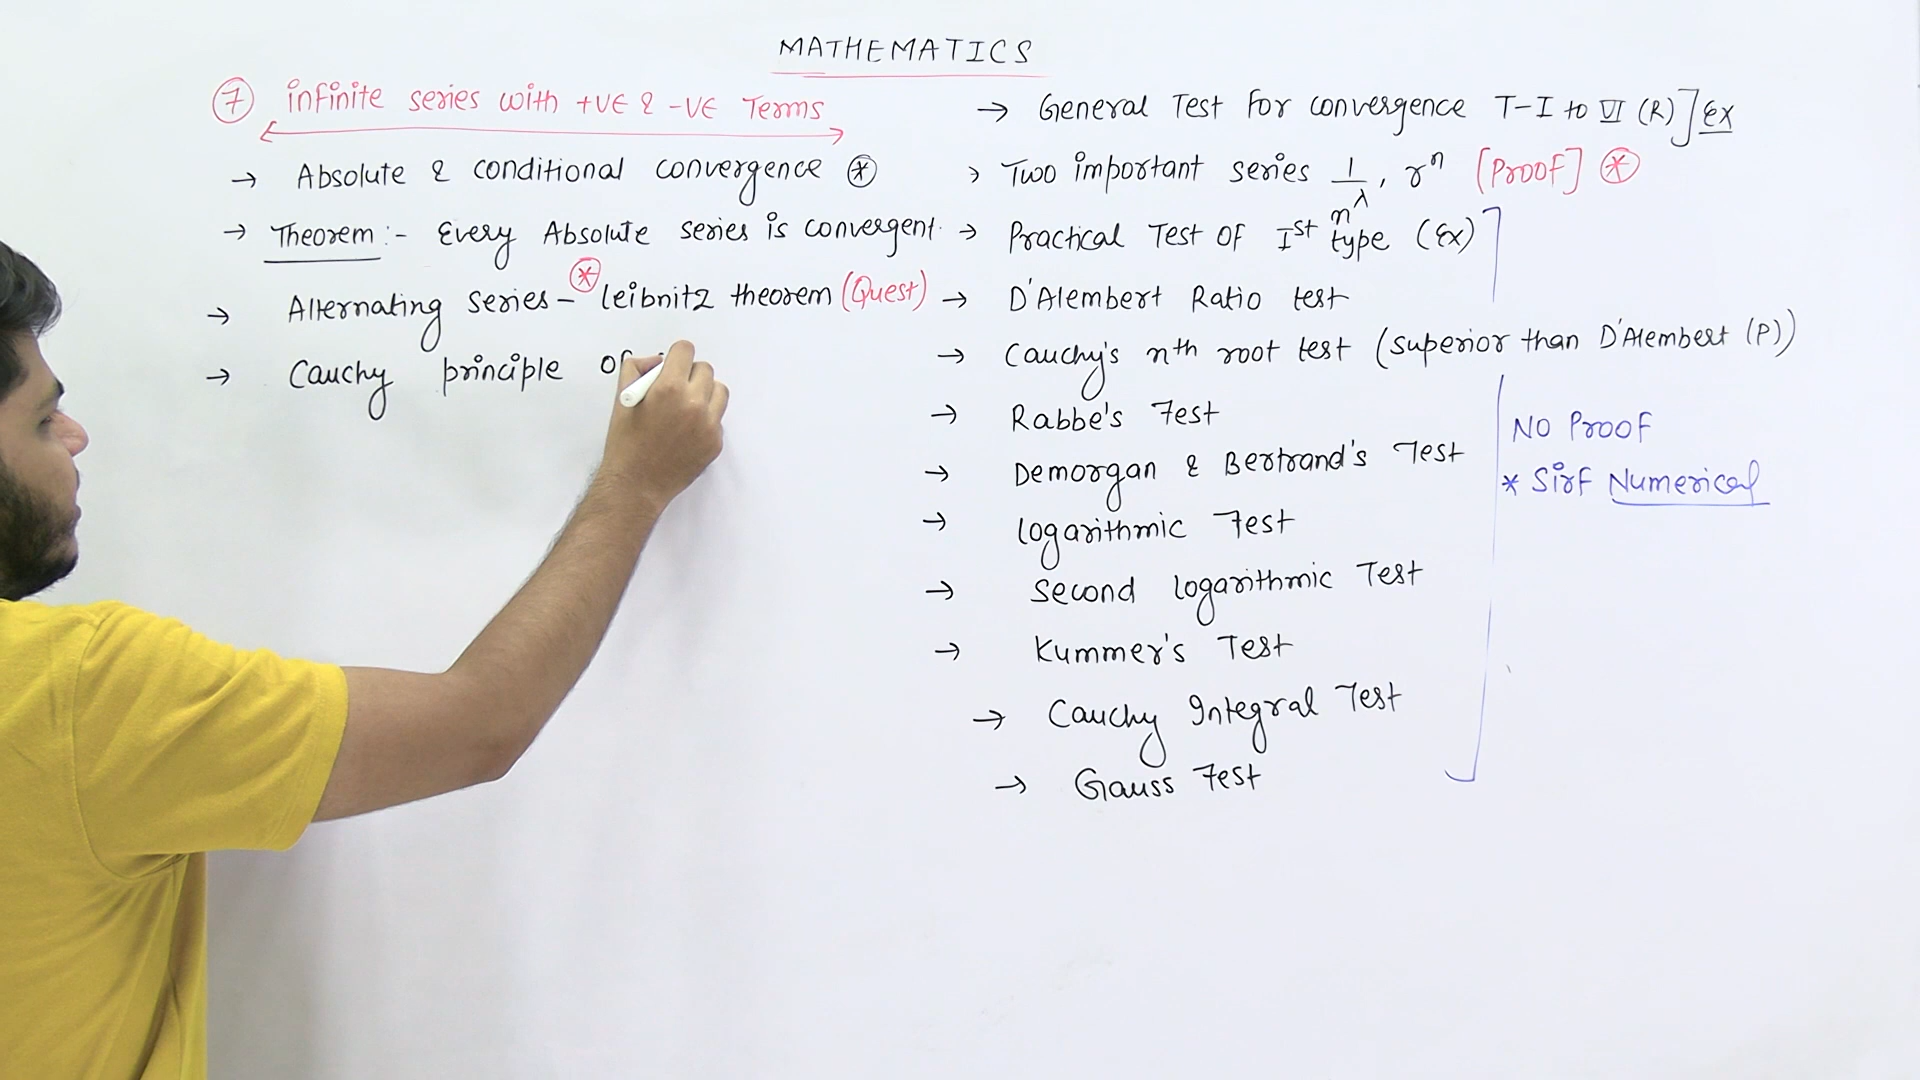 MATHEMATICS
7 infinite series with +VE & -VE Terms
→ Absolute & conditional convergence *
→ Theorem :- Every Absolute series is convergent.
→ Alternating series - * leibnitz theorem (Quest)
→ Cauchy principle of
→ General Test For convergence T-I to VI (R) ] Ex
→ Two important series 1/n^λ, r^n [Proof] *
→ Practical Test OF Ist type (Ex)
→ D'Alembert Ratio test
→ Cauchy's nth root test (superior than D'Alembert (P))
→ Rabbe's Test
→ Demorgan & Bertrand's Test
→ logarithmic Test
→ Second logarithmic Test
→ Kummer's Test
→ Cauchy Integral Test
→ Gauss Test
NO Proof
* Sirf Numerical